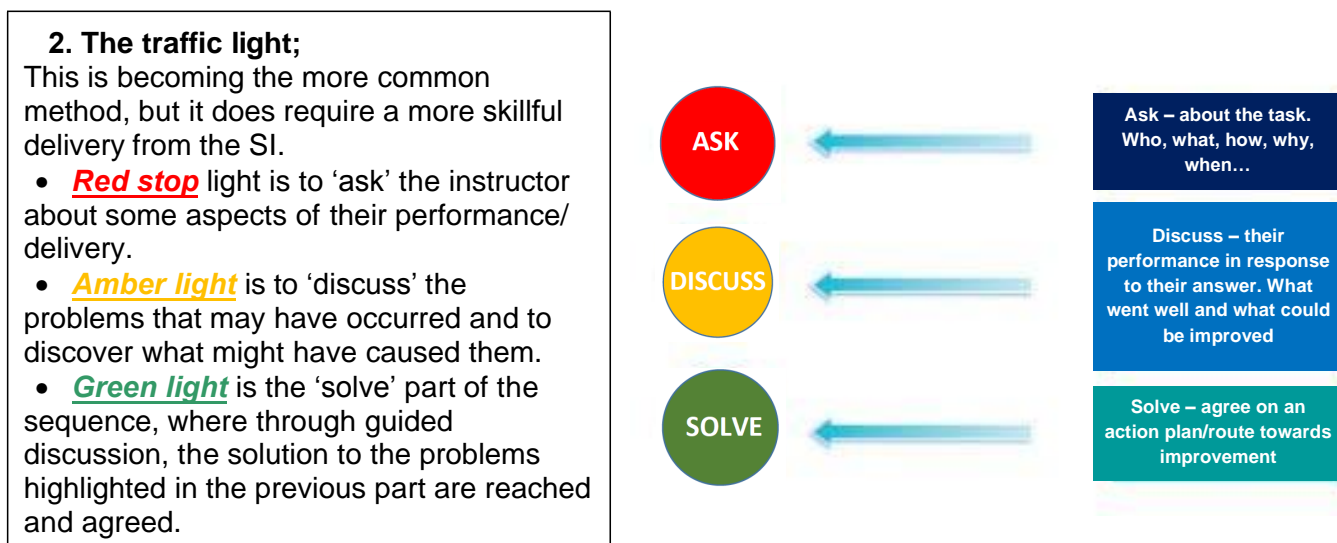 2. The traffic light;
This is becoming the more common
method, but it does require a more skillful
delivery from the SI.
• Red stop light is to ‘ask’ the instructor
about some aspects of their performance/
delivery.
• Amber light is to ‘discuss’ the
problems that may have occurred and to
discover what might have caused them.
• Green light is the ‘solve’ part of the
sequence, where through guided
discussion, the solution to the problems
highlighted in the previous part are reached
and agreed.
ASK
Ask – about the task.
Who, what, how, why,
when…
DISCUSS
Discuss – their
performance in response
to their answer. What
went well and what could
be improved
SOLVE
Solve – agree on an
action plan/route towards
improvement